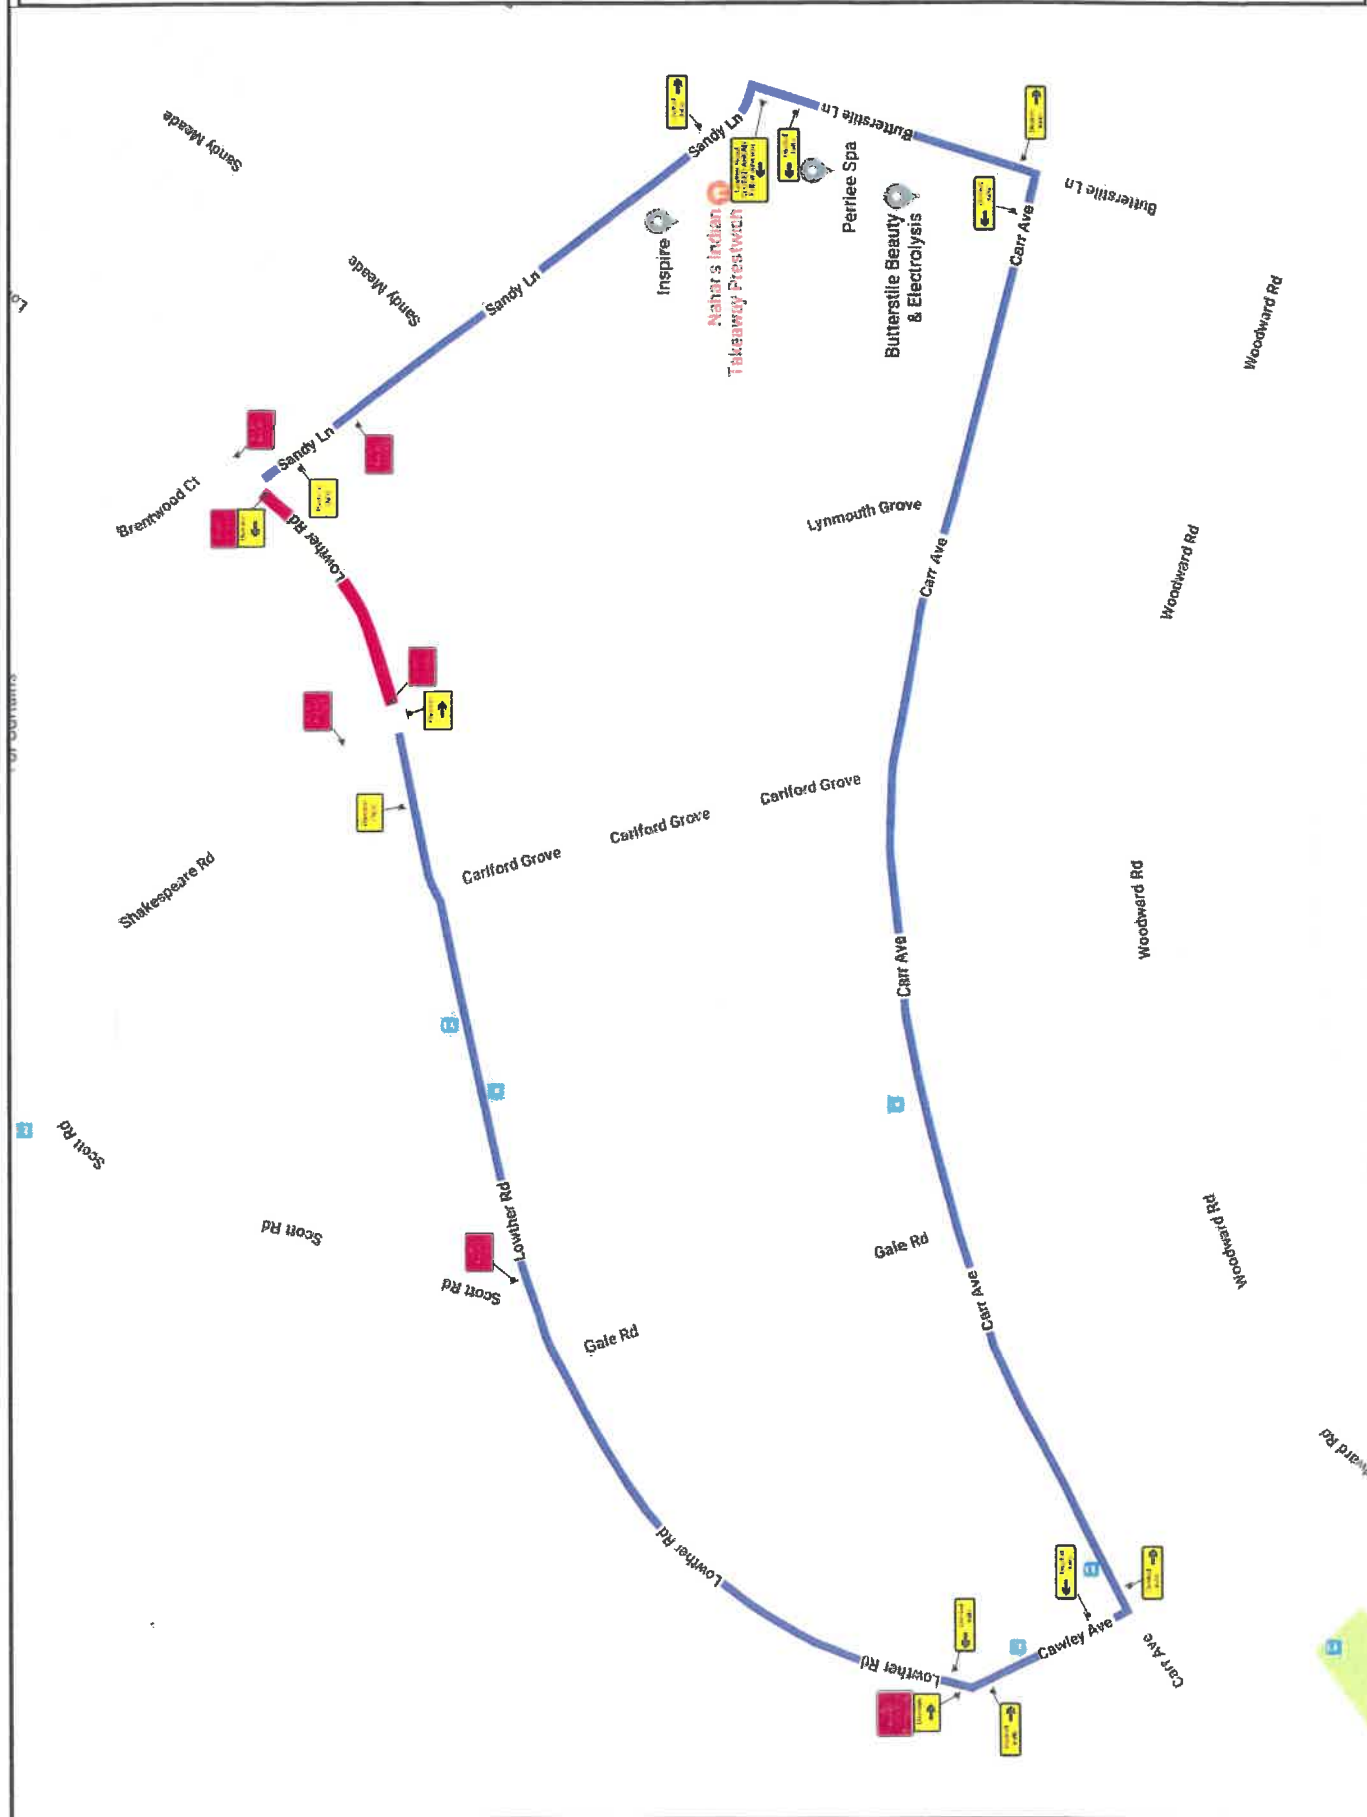 Sandy Meade
Sandy Meade
Sandy Ln
Sandy Ln
Sandy Ln
Butterstile Ln
Butterstile Ln
Butterstile Ln
Inspire
Nahar's Indian
Takeaway Prestwich
Perriee Spa
Butterstile Beauty
& Electrolysis
Carr Ave
Woodward Rd
Brentwood Ct
Lowther Rd
Lynmouth Grove
Carr Ave
Woodward Rd
Carlford Grove
Carlford Grove
Carlford Grove
Shakespeare Rd
Carr Ave
Woodward Rd
Scott Rd
Scott Rd
Scott Rd
Lowther Rd
Gale Rd
Gale Rd
Carr Ave
Woodward Rd
Lowther Rd
Lowther Rd
Cawley Ave
Carr Ave